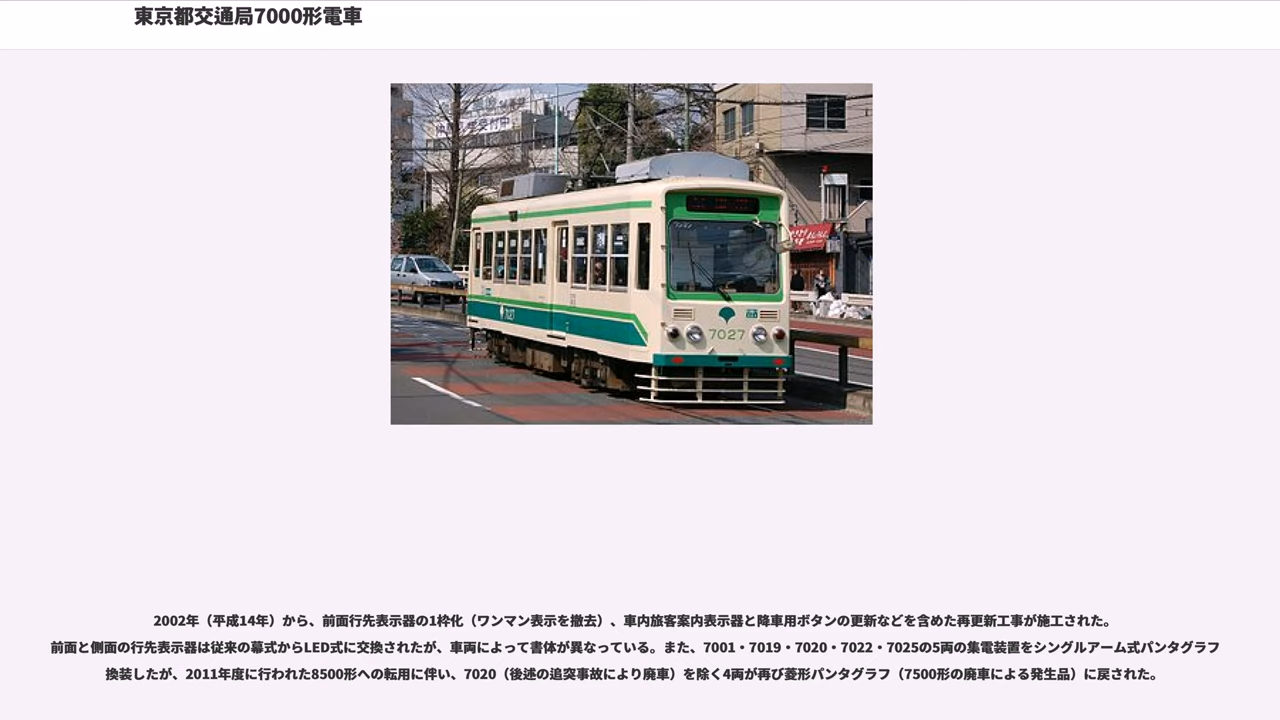 東京都交通局7000形電車
受付中
7027
7027
2002年（平成14年）から、前面行先表示器の1枠化（ワンマン表示を撤去）、車内旅客案内表示器と降車用ボタンの更新などを含めた再更新工事が施工された。
前面と側面の行先表示器は従来の幕式からLED式に交換されたが、車両によって書体が異なっている。また、7001・7019・7020・7022・7025の5両の集電装置をシングルアーム式パンタグラフ
換装したが、2011年度に行われた8500形への転用に伴い、7020（後述の追突事故により廃車）を除く4両が再び菱形パンタグラフ（7500形の廃車による発生品）に戻された。